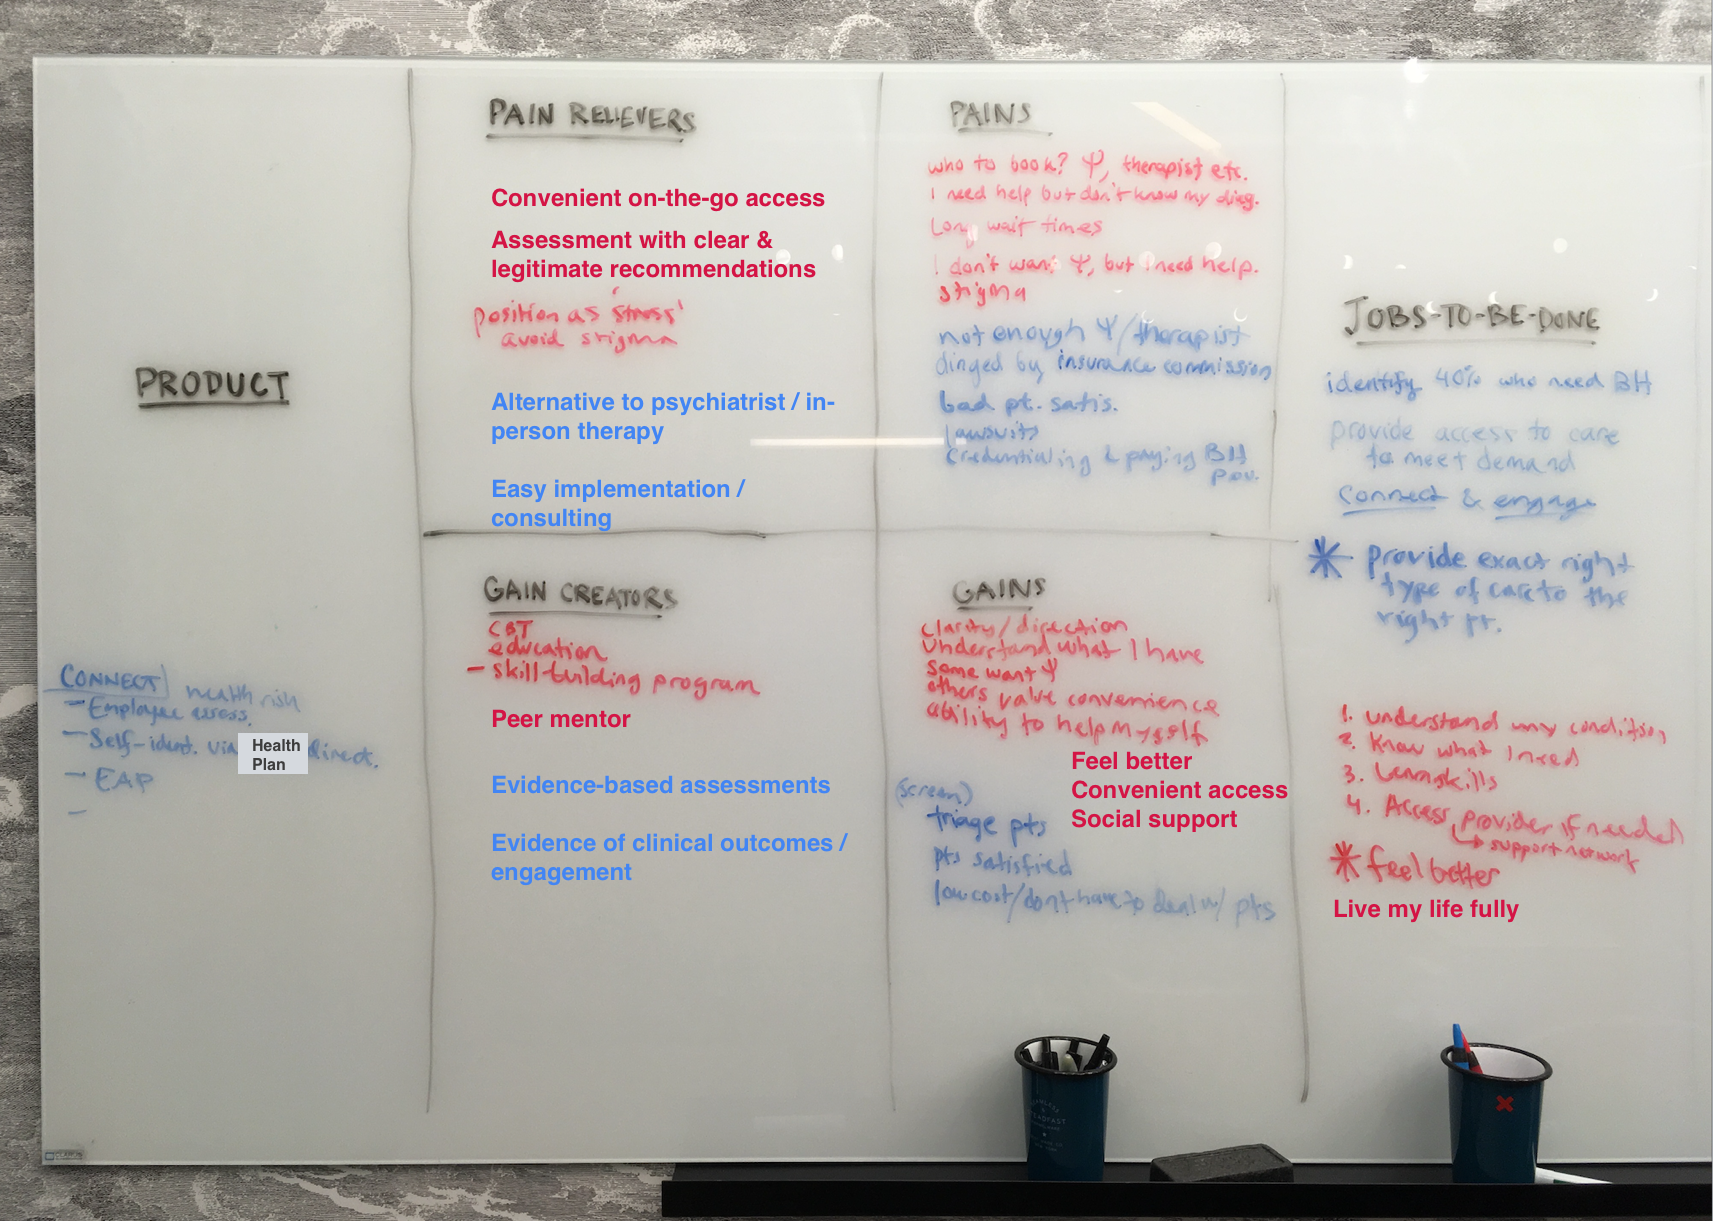 PRODUCT
CONNECT
health risk
- Employee assess.
- Self-ident. via
Health
Plan
direct.
- EAP
-
PAIN RELIEVERS
Convenient on-the-go access
Assessment with clear &
legitimate recommendations
position as 'stress'
avoid stigma
Alternative to psychiatrist / in-
person therapy
Easy implementation /
consulting
GAIN CREATORS
CBT
education
- skill-building program
Peer mentor
Evidence-based assessments
Evidence of clinical outcomes /
engagement
PAINS
who to book? Ψ, therapist etc.
I need help but don't know my diag.
Long wait times
I don't want Ψ, but I need help.
stigma
not enough Ψ/therapist
dinged by insurance commission
bad pt. satis.
lawsuits
Credentialing & paying BH
prov.
GAINS
clarity/direction
understand what I have
some want Ψ
others value convenience
ability to help myself
Feel better
Convenient access
Social support
(screen)
triage pts
pts satisfied
low cost/don't have to deal w/ pts
JOBS-TO-BE-DONE
identify 40% who need BH
provide access to care
to meet demand
connect & engage
* provide exact right
type of care to the
right pt.
1. understand my condition
2. Know what I need
3. Learn skills
4. Access provider if needed
↳ support network
* feel better
Live my life fully